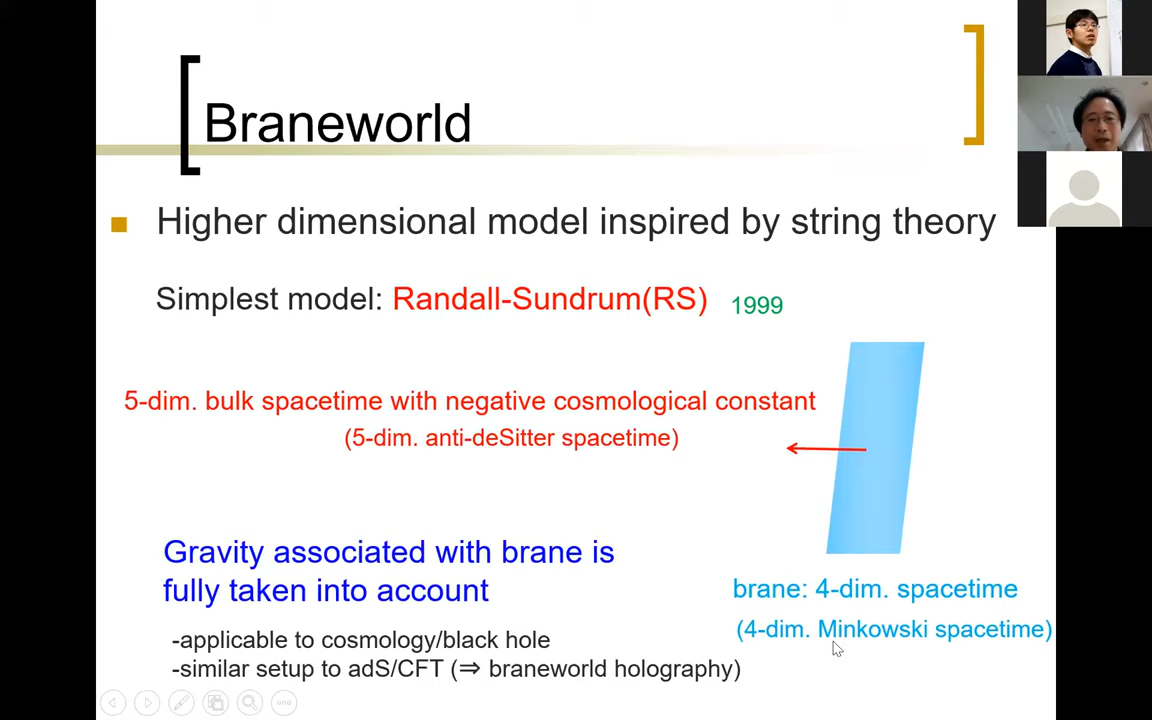 Braneworld
Higher dimensional model inspired by string theory
Simplest model: Randall-Sundrum(RS) 1999
5-dim. bulk spacetime with negative cosmological constant
(5-dim. anti-deSitter spacetime)
Gravity associated with brane is
fully taken into account
brane: 4-dim. spacetime
(4-dim. Minkowski spacetime)
-applicable to cosmology/black hole
-similar setup to adS/CFT (⇒ braneworld holography)